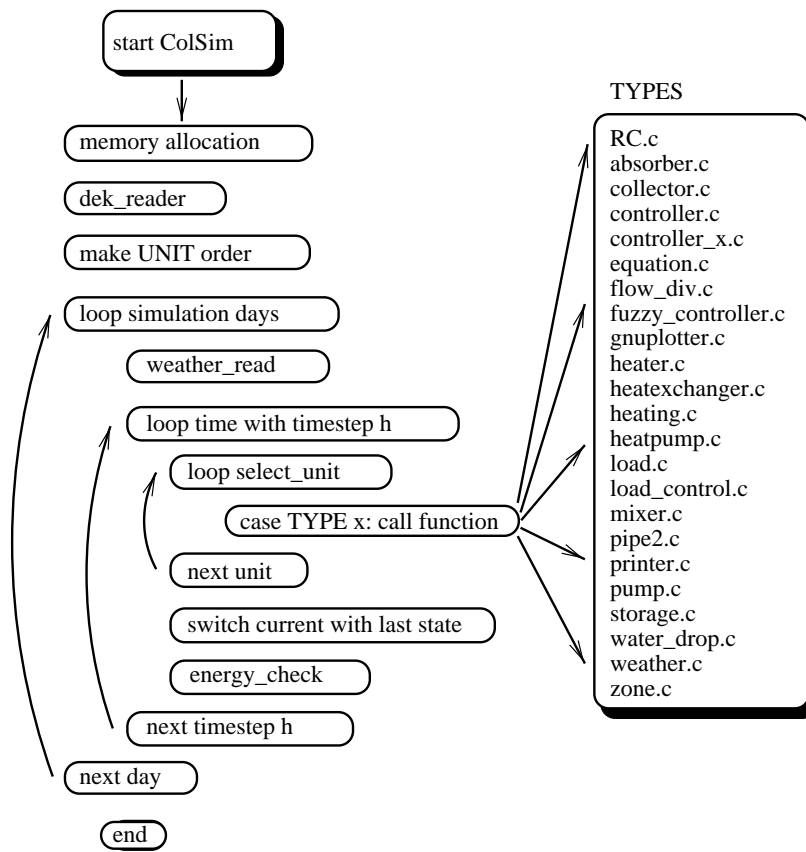 start ColSim
memory allocation
dek_reader
make UNIT order
loop simulation days
weather_read
loop time with timestep h
loop select_unit
case TYPE x: call function
next unit
switch current with last state
energy_check
next timestep h
next day
end
TYPES
RC.c
absorber.c
collector.c
controller.c
controller_x.c
equation.c
flow_div.c
fuzzy_controller.c
gnuplotter.c
heater.c
heatexchanger.c
heating.c
heatpump.c
load.c
load_control.c
mixer.c
pipe2.c
printer.c
pump.c
storage.c
water_drop.c
weather.c
zone.c